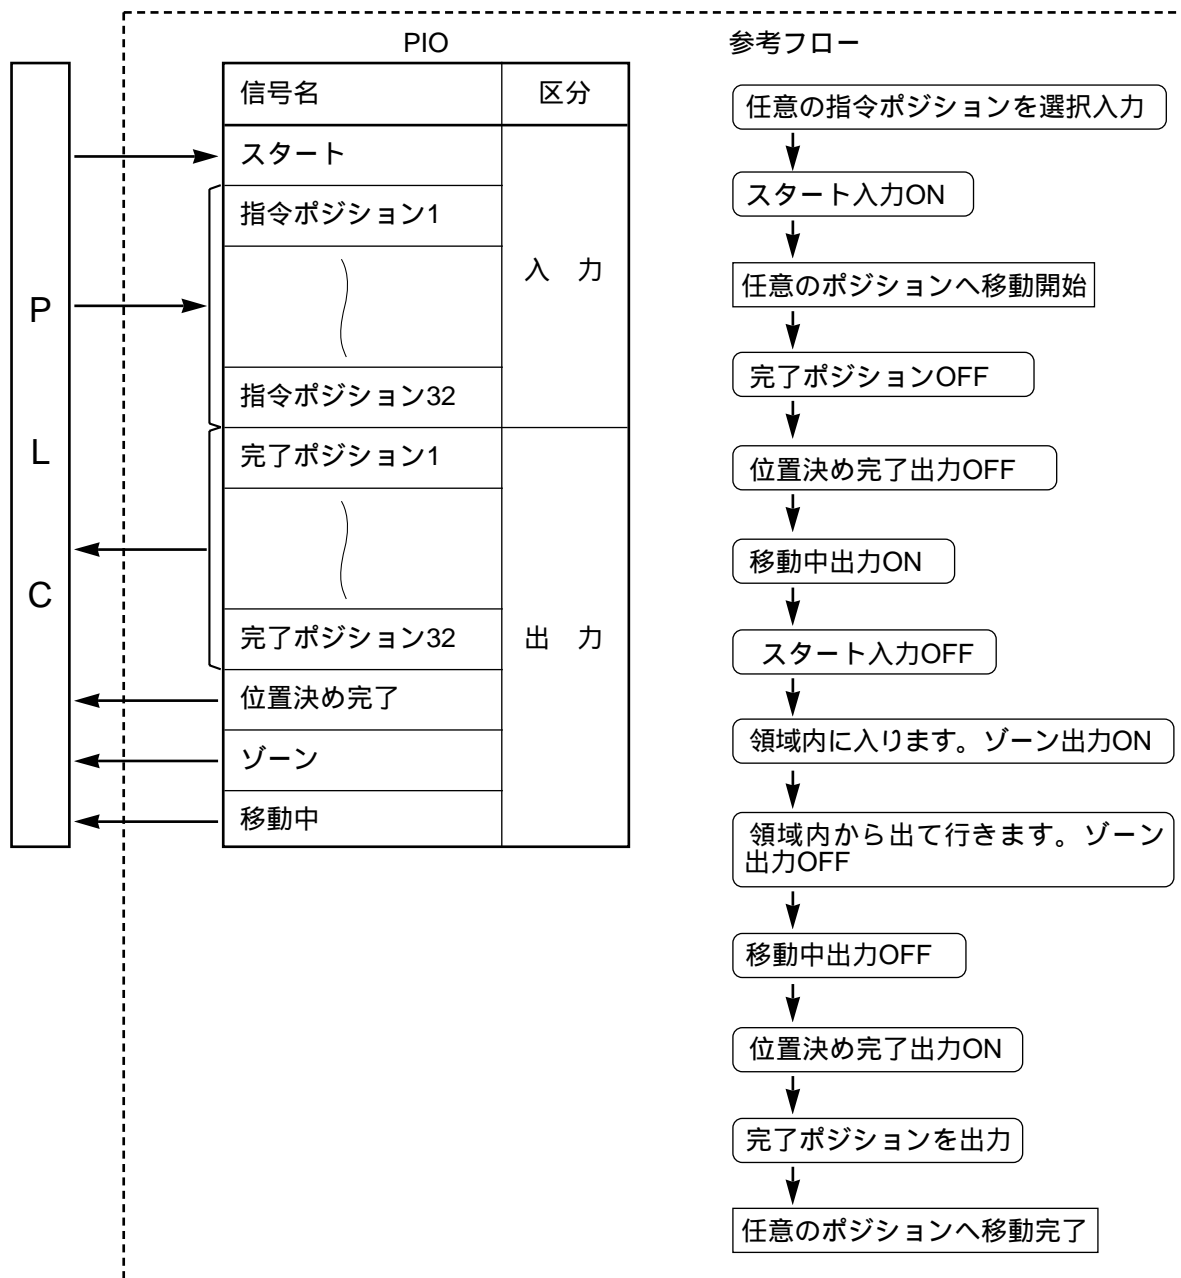 PIO
参考フロー
P
L
C
信号名
区分
スタート
指令ポジション1
指令ポジション32
入 力
完了ポジション1
完了ポジション32
出 力
位置決め完了
ゾーン
移動中
任意の指令ポジションを選択入力
スタート入力ON
任意のポジションへ移動開始
完了ポジションOFF
位置決め完了出力OFF
移動中出力ON
スタート入力OFF
領域内に入ります。ゾーン出力ON
領域内から出て行きます。ゾーン
出力OFF
移動中出力OFF
位置決め完了出力ON
完了ポジションを出力
任意のポジションへ移動完了